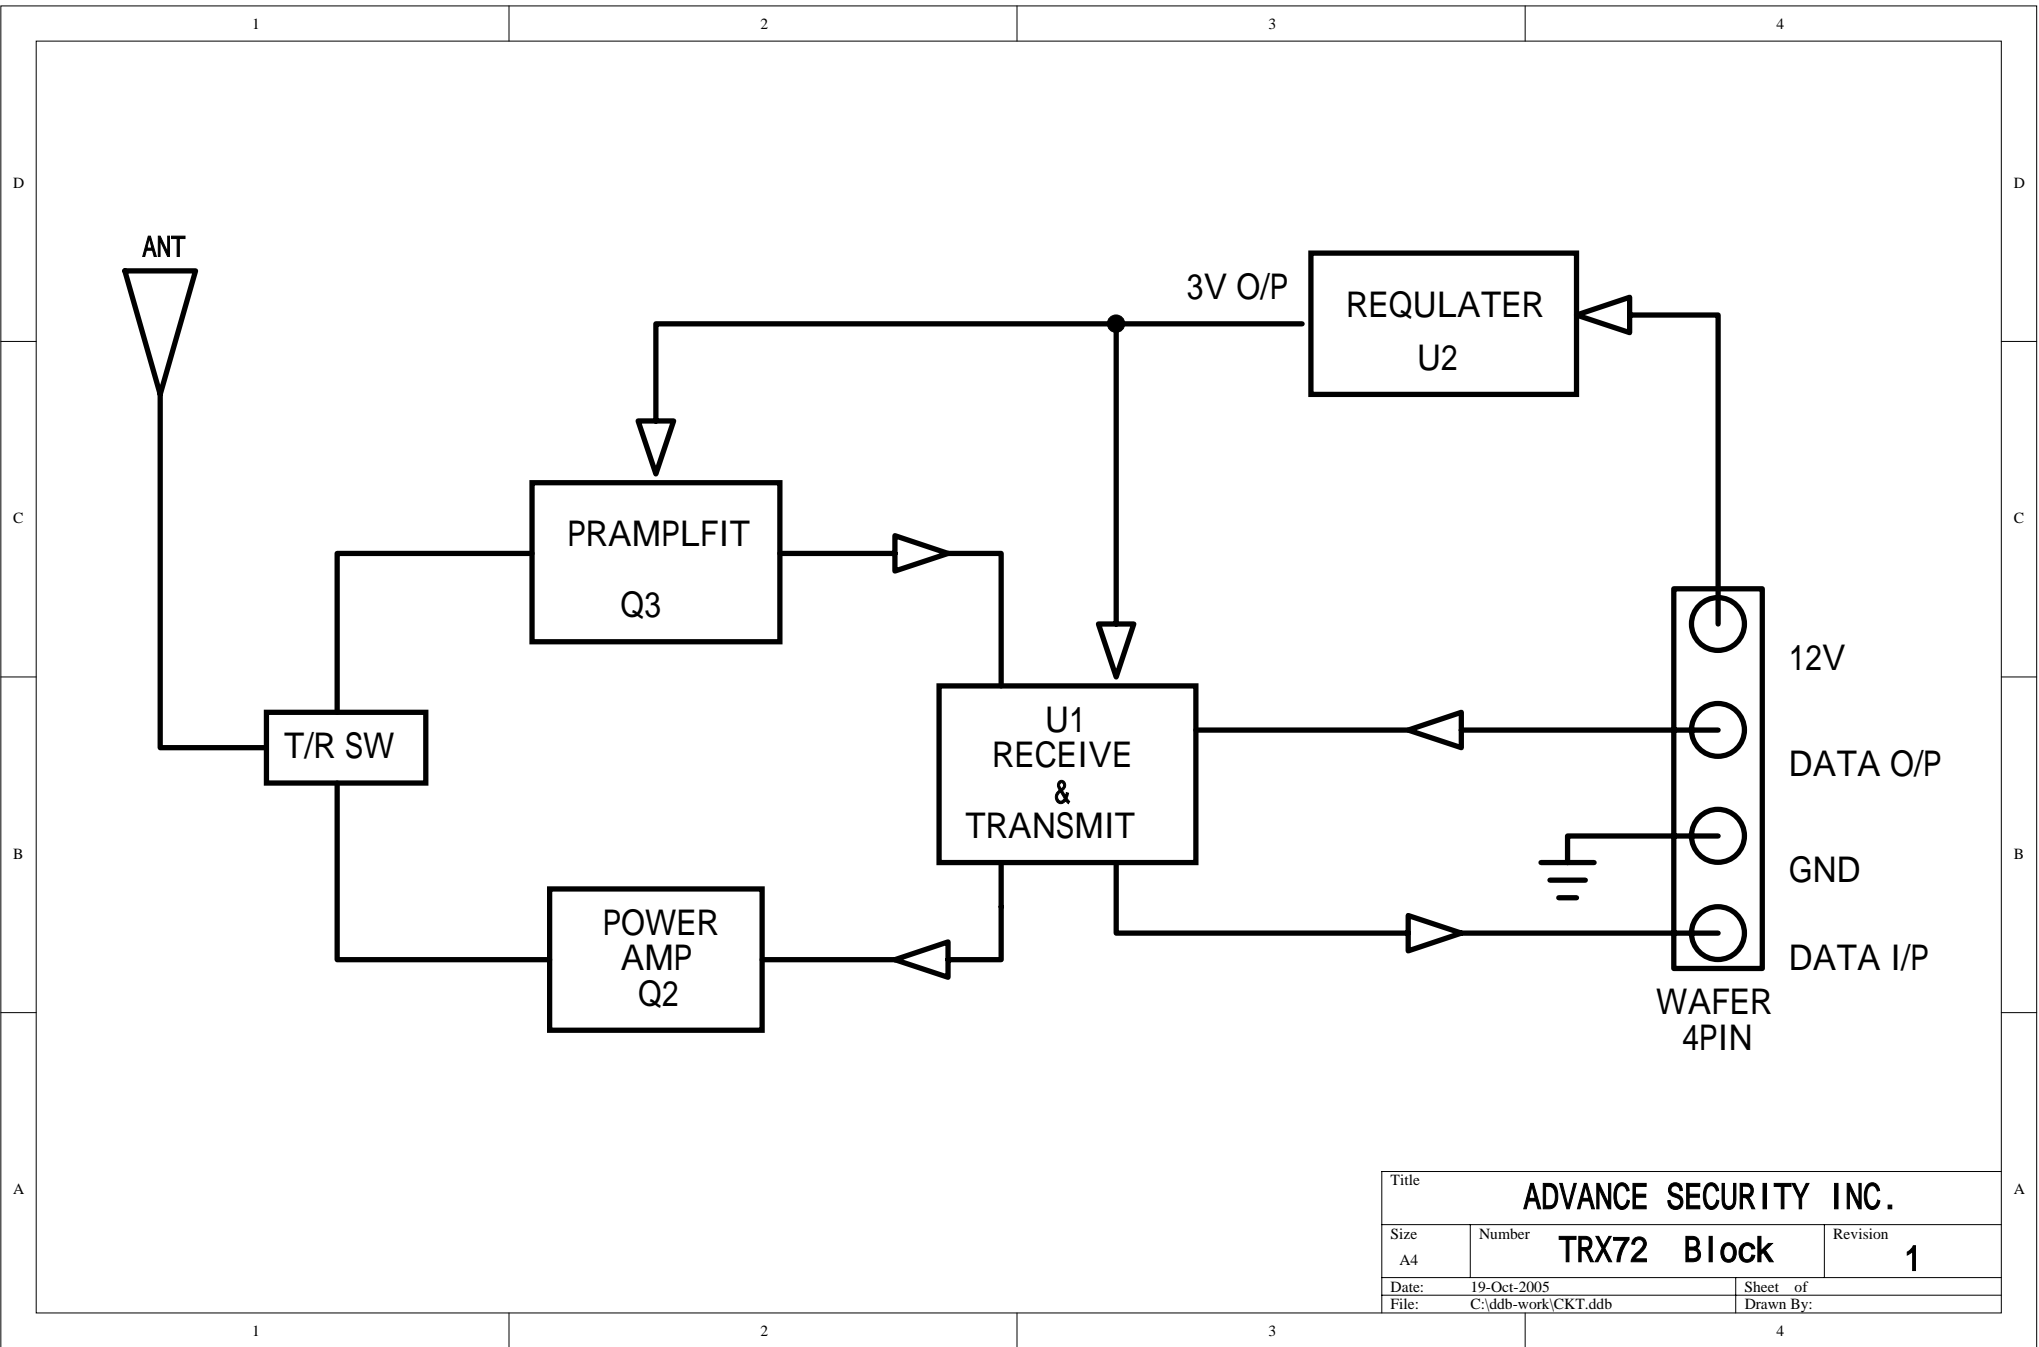 1 2 3 4
D D
ANT
3V O/P
REQULATER
U2
C C
PRAMPLFIT
Q3
12V
T/R SW
U1
RECEIVE
&
TRANSMIT
DATA O/P
B B
GND
POWER
AMP
Q2
DATA I/P
WAFER
4PIN
A A
Title
ADVANCE SECURITY INC.
Size
A4
Number
TRX72 Block
Revision
1
Date: 19-Oct-2005 Sheet of
File: C:\ddb-work\CKT.ddb Drawn By:
1 2 3 4